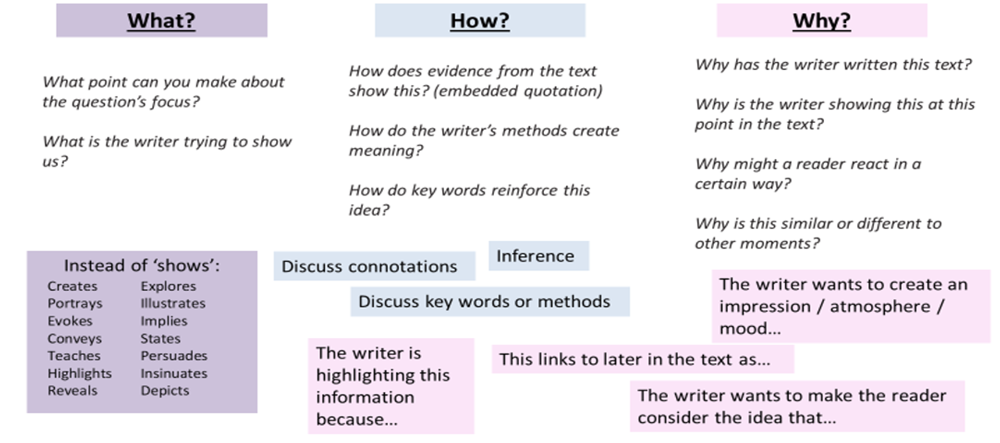 What?
What point can you make about
the question's focus?
What is the writer trying to show
us?
Instead of ‘shows’:
Creates Explores
Portrays Illustrates
Evokes Implies
Conveys States
Teaches Persuades
Highlights Insinuates
Reveals Depicts
How?
How does evidence from the text
show this? (embedded quotation)
How do the writer's methods create
meaning?
How do key words reinforce this
idea?
Discuss connotations
Inference
Discuss key words or methods
Why?
Why has the writer written this text?
Why is the writer showing this at this
point in the text?
Why might a reader react in a
certain way?
Why is this similar or different to
other moments?
The writer wants to create an
impression / atmosphere /
mood...
The writer is
highlighting this
information
because...
This links to later in the text as...
The writer wants to make the reader
consider the idea that...